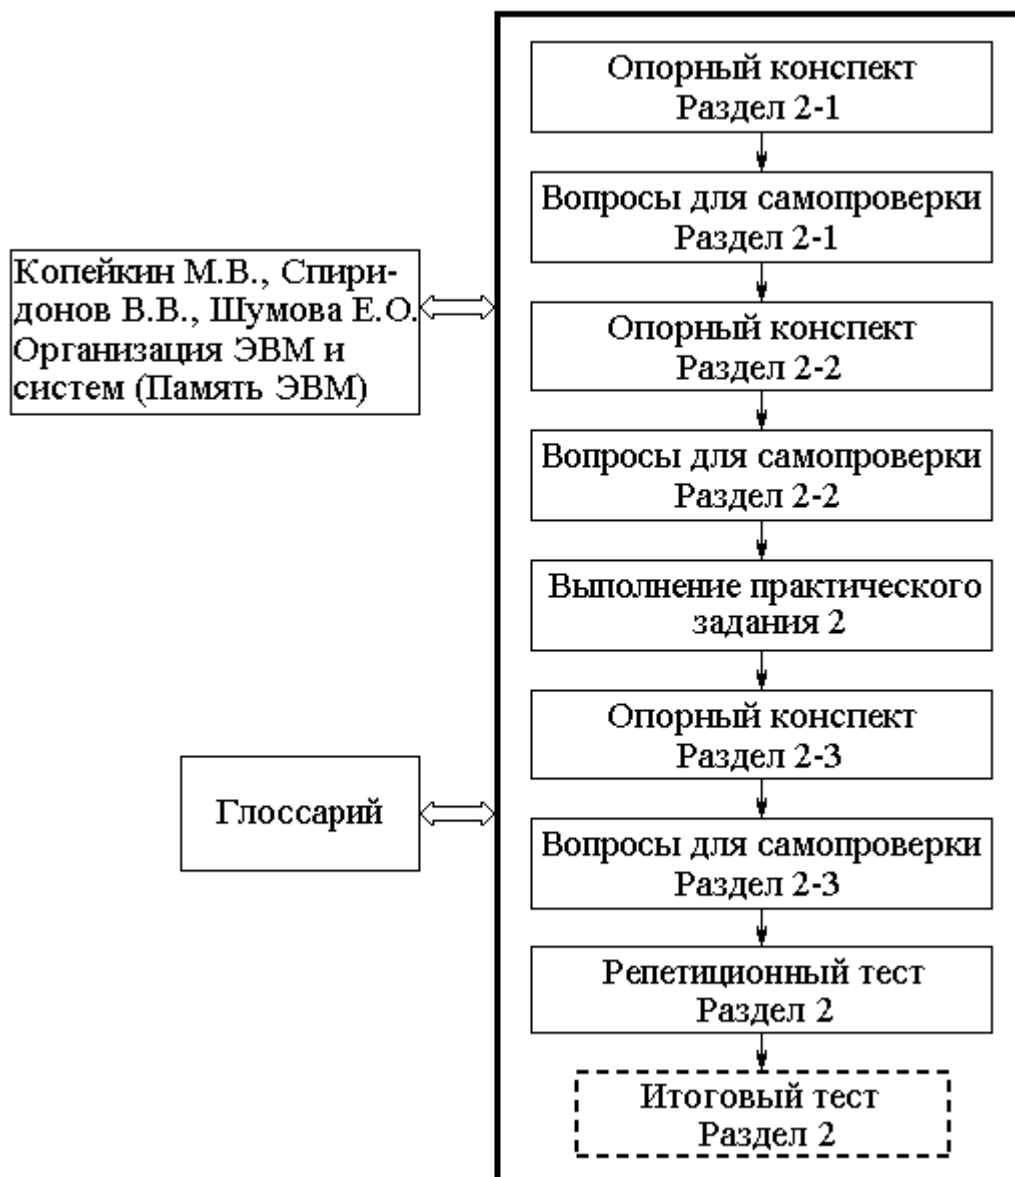 Опорный конспект
Раздел 2-1
Вопросы для самопроверки
Раздел 2-1
Копейкин М.В., Спири-
донов В.В., Шумова Е.О.
Организация ЭВМ и
систем (Память ЭВМ)
Опорный конспект
Раздел 2-2
Вопросы для самопроверки
Раздел 2-2
Выполнение практического
задания 2
Опорный конспект
Раздел 2-3
Глоссарий
Вопросы для самопроверки
Раздел 2-3
Репетиционный тест
Раздел 2
Итоговый тест
Раздел 2